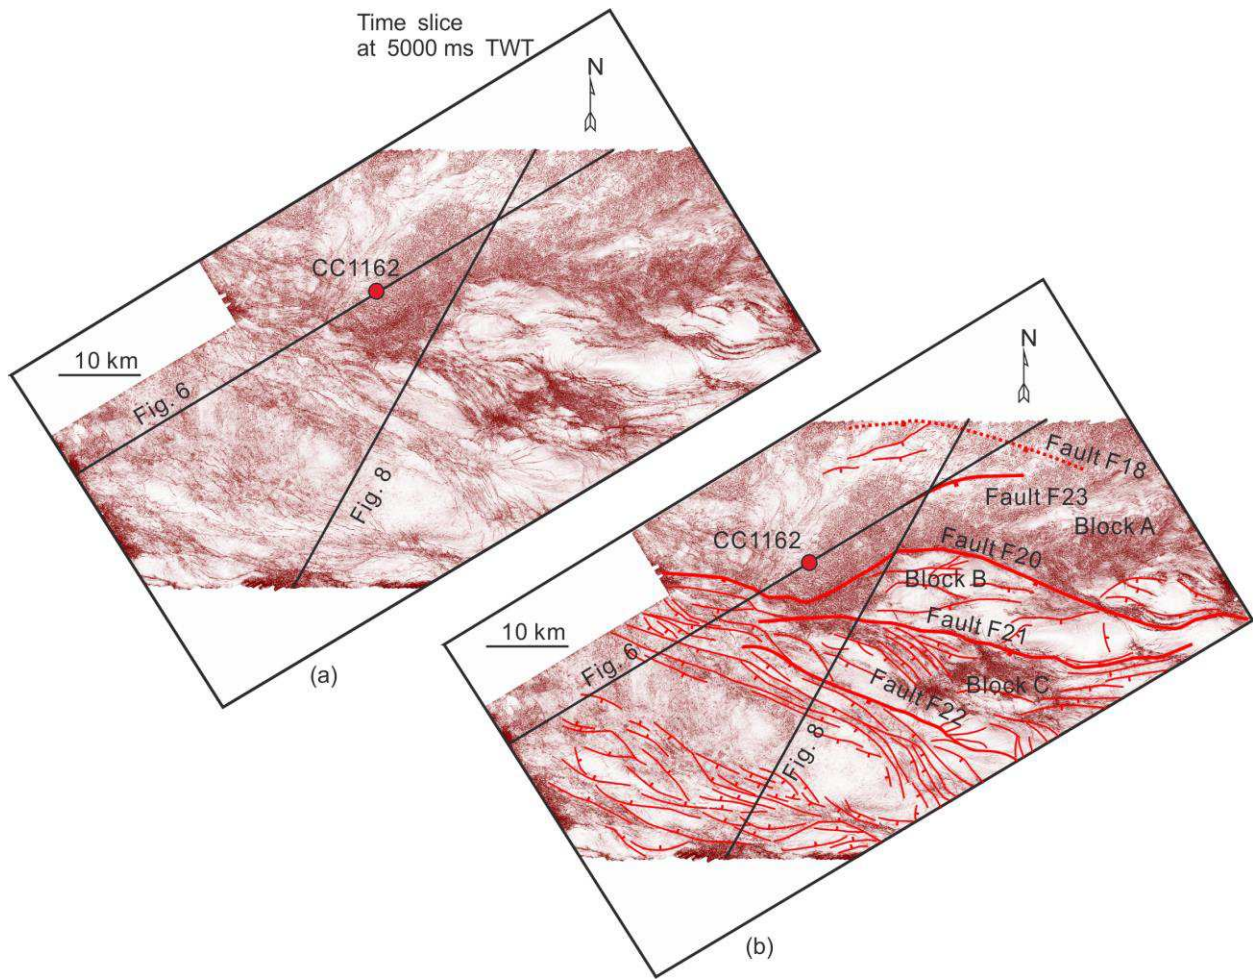 Time slice
at 5000 ms TWT
N
CC1162
10 km
Fig. 6
Fig. 8
(a)
N
Fault F18
Fault F23
Block A
CC1162
Fault F20
Block B
10 km
Fault F21
Fig. 6
Block C
Fault F22
Fig. 8
(b)